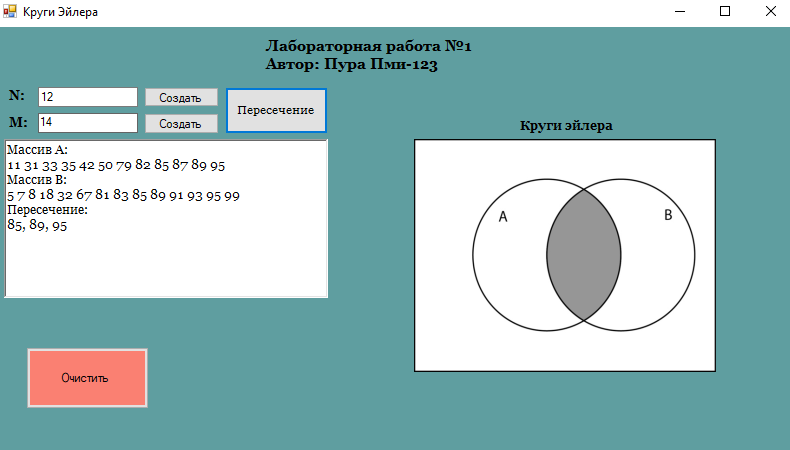 Круги Эйлера
Лабораторная работа №1
Автор: Пура Пми-123
N: 12 Создать
M: 14 Создать
Пересечение
Массив A:
11 31 33 35 42 50 79 82 85 87 89 95
Массив B:
5 7 8 18 32 67 81 83 85 89 91 93 95 99
Пересечение:
85, 89, 95
Круги эйлера
A
B
Очистить